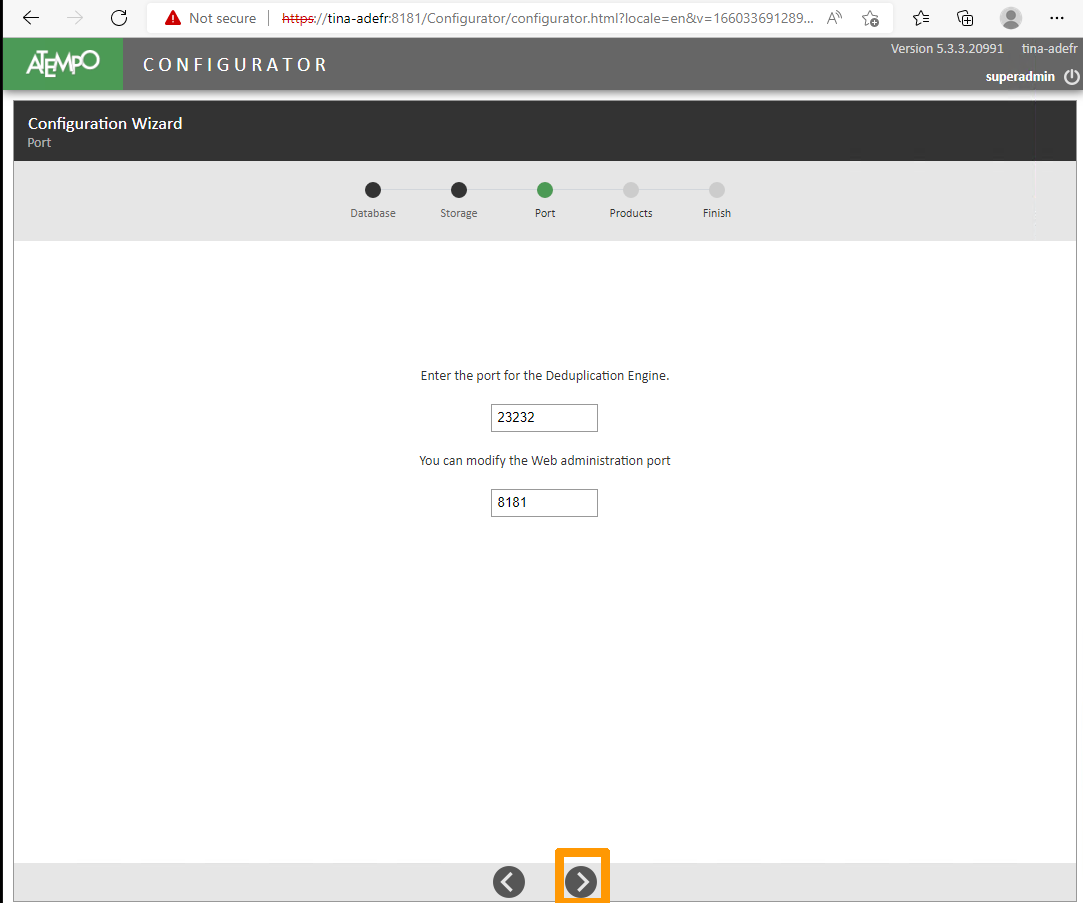 Not secure
https://tina-adefr:8181/Configurator/configurator.html?locale=en&v=166033691289...
Version 5.3.3.20991 tina-adefr
ATEMPO CONFIGURATOR
superadmin
Configuration Wizard
Port
Database Storage Port Products Finish
Enter the port for the Deduplication Engine.
23232
You can modify the Web administration port
8181